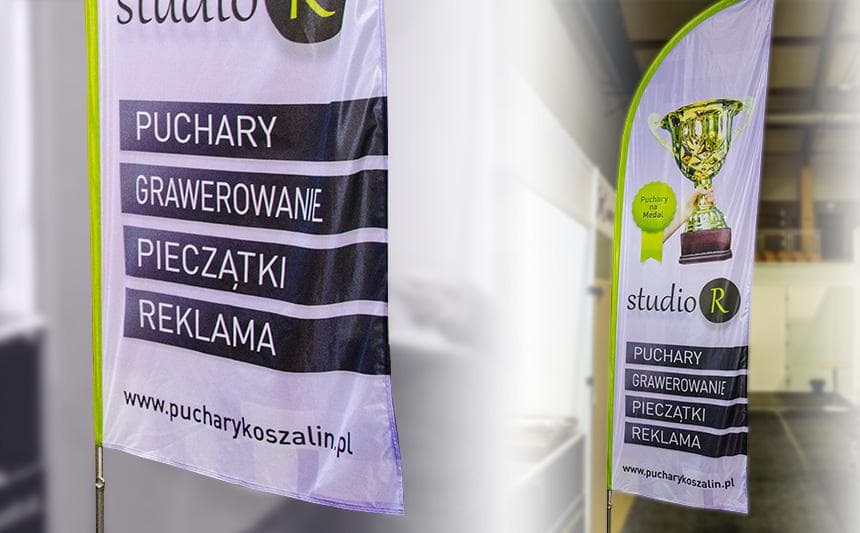 studio R
PUCHARY
GRAWEROWANIE
PIECZĄTKI
REKLAMA
www.pucharykoszalin.pl
Puchary
na
Medal
studio R
PUCHARY
GRAWEROWANIE
PIECZĄTKI
REKLAMA
www.pucharykoszalin.pl